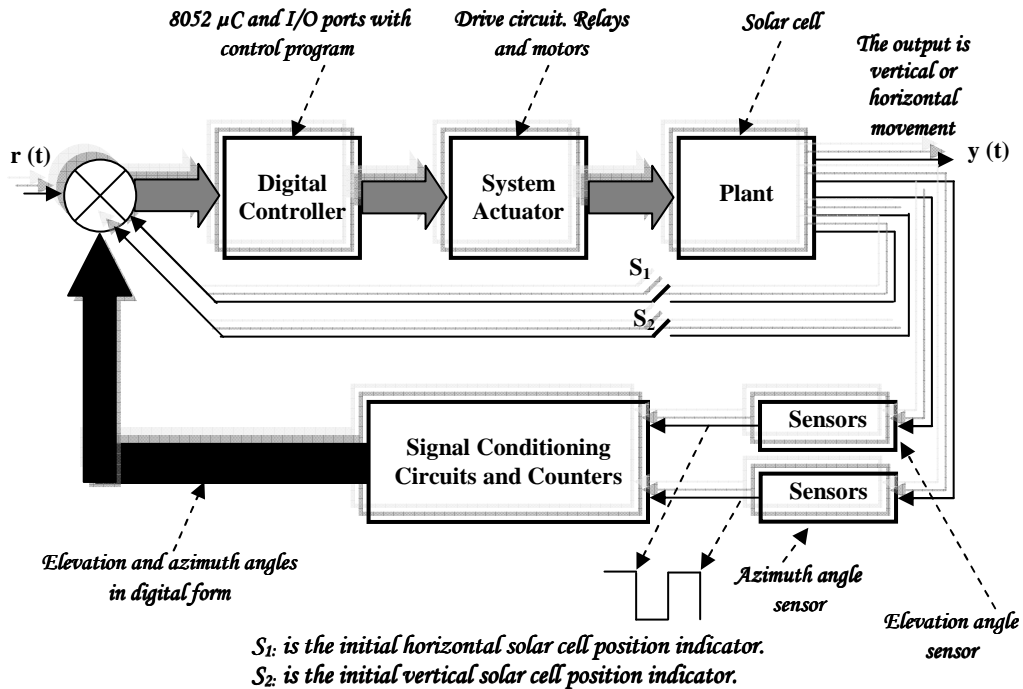 8052 µC and I/O ports with
control program
Drive circuit. Relays
and motors
Solar cell
The output is
vertical or
horizontal
movement
r (t)
y (t)
Digital
Controller
System
Actuator
Plant
S₁
S₂
Signal Conditioning
Circuits and Counters
Sensors
Sensors
Elevation and azimuth angles
in digital form
Azimuth angle
sensor
Elevation angle
sensor
S₁: is the initial horizontal solar cell position indicator.
S₂: is the initial vertical solar cell position indicator.